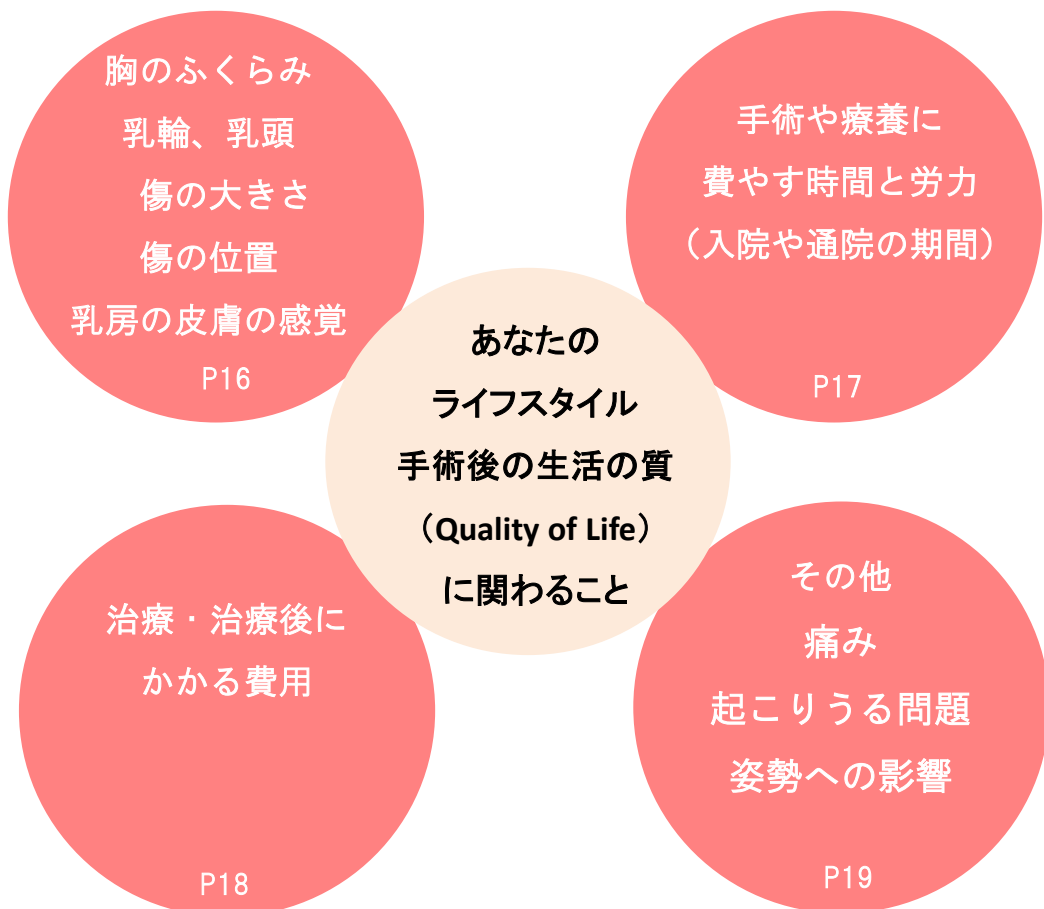 胸のふくらみ
乳輪、乳頭
傷の大きさ
傷の位置
乳房の皮膚の感覚
P16
手術や療養に
費やす時間と労力
（入院や通院の期間）
P17
あなたの
ライフスタイル
手術後の生活の質
（Quality of Life）
に関わること
治療・治療後に
かかる費用
P18
その他
痛み
起こりうる問題
姿勢への影響
P19